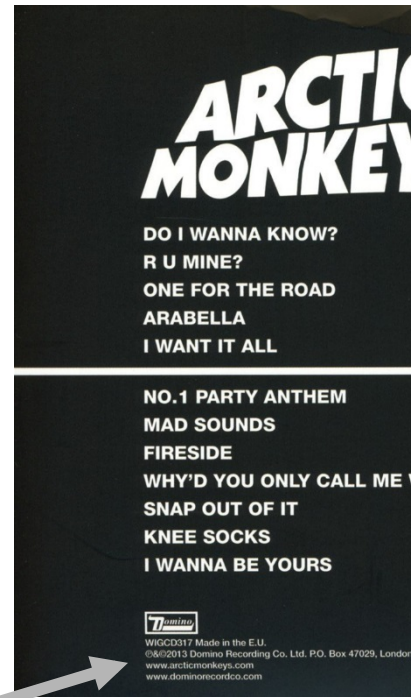 ARCTIC
MONKEY
DO I WANNA KNOW?
R U MINE?
ONE FOR THE ROAD
ARABELLA
I WANT IT ALL
NO.1 PARTY ANTHEM
MAD SOUNDS
FIRESIDE
WHY'D YOU ONLY CALL ME
SNAP OUT OF IT
KNEE SOCKS
I WANNA BE YOURS
Domino
WIGCD317 Made in the E.U.
℗&©2013 Domino Recording Co. Ltd. P.O. Box 47029, London
www.arcticmonkeys.com
www.dominorecordco.com